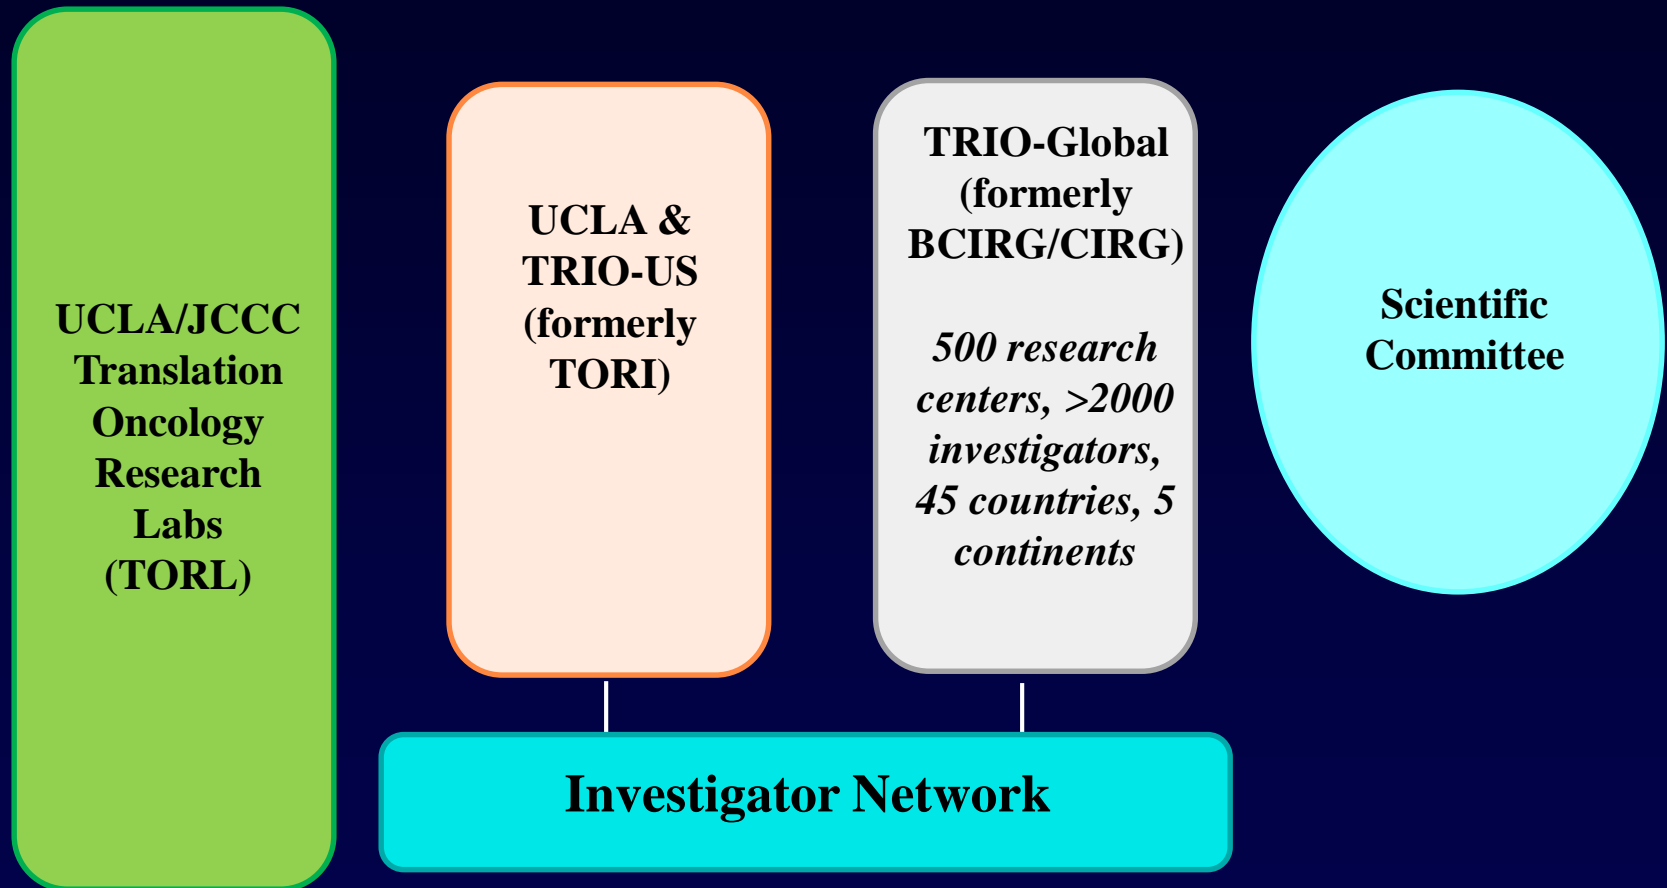 UCLA/JCCC
Translation
Oncology
Research
Labs
(TORL)
UCLA &
TRIO-US
(formerly
TORI)
TRIO-Global
(formerly
BCIRG/CIRG)
500 research
centers, >2000
investigators,
45 countries, 5
continents
Scientific
Committee
Investigator Network